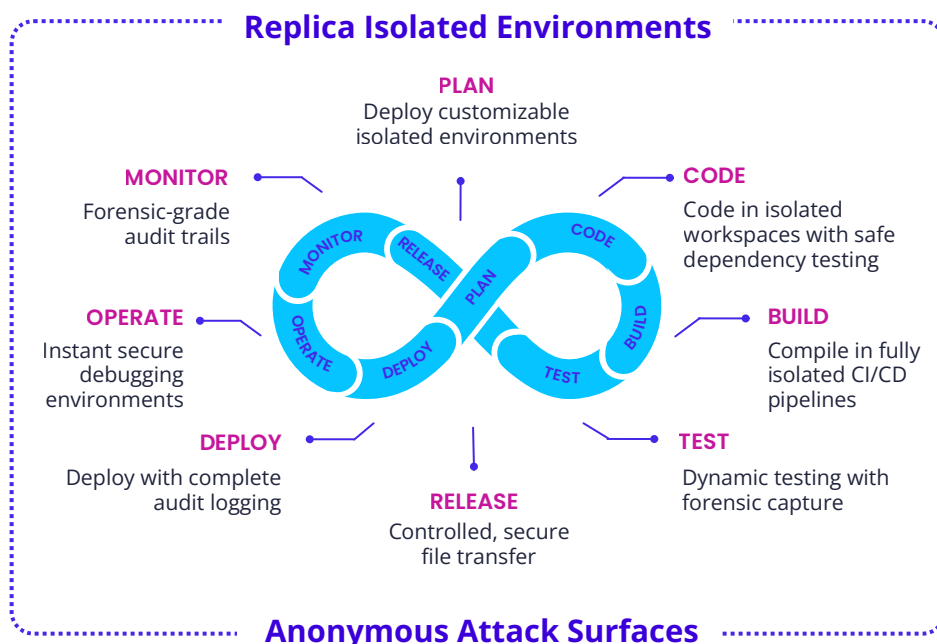 Replica Isolated Environments
PLAN
Deploy customizable
isolated environments
MONITOR
Forensic-grade
audit trails
CODE
Code in isolated
workspaces with safe
dependency testing
OPERATE
Instant secure
debugging
environments
BUILD
Compile in fully
isolated CI/CD
pipelines
MONITOR
RELEASE
PLAN
CODE
BUILD
TEST
DEPLOY
OPERATE
DEPLOY
Deploy with complete
audit logging
RELEASE
Controlled, secure
file transfer
TEST
Dynamic testing with
forensic capture
Anonymous Attack Surfaces